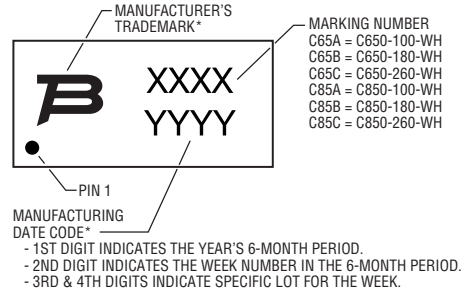 MANUFACTURER'S
TRADEMARK*
MARKING NUMBER
C65A = C650-100-WH
C65B = C650-180-WH
C65C = C650-260-WH
C85A = C850-100-WH
C85B = C850-180-WH
C85C = C850-260-WH
XXXX
YYYY
PIN 1
MANUFACTURING
DATE CODE*
- 1ST DIGIT INDICATES THE YEAR'S 6-MONTH PERIOD.
- 2ND DIGIT INDICATES THE WEEK NUMBER IN THE 6-MONTH PERIOD.
- 3RD & 4TH DIGITS INDICATE SPECIFIC LOT FOR THE WEEK.